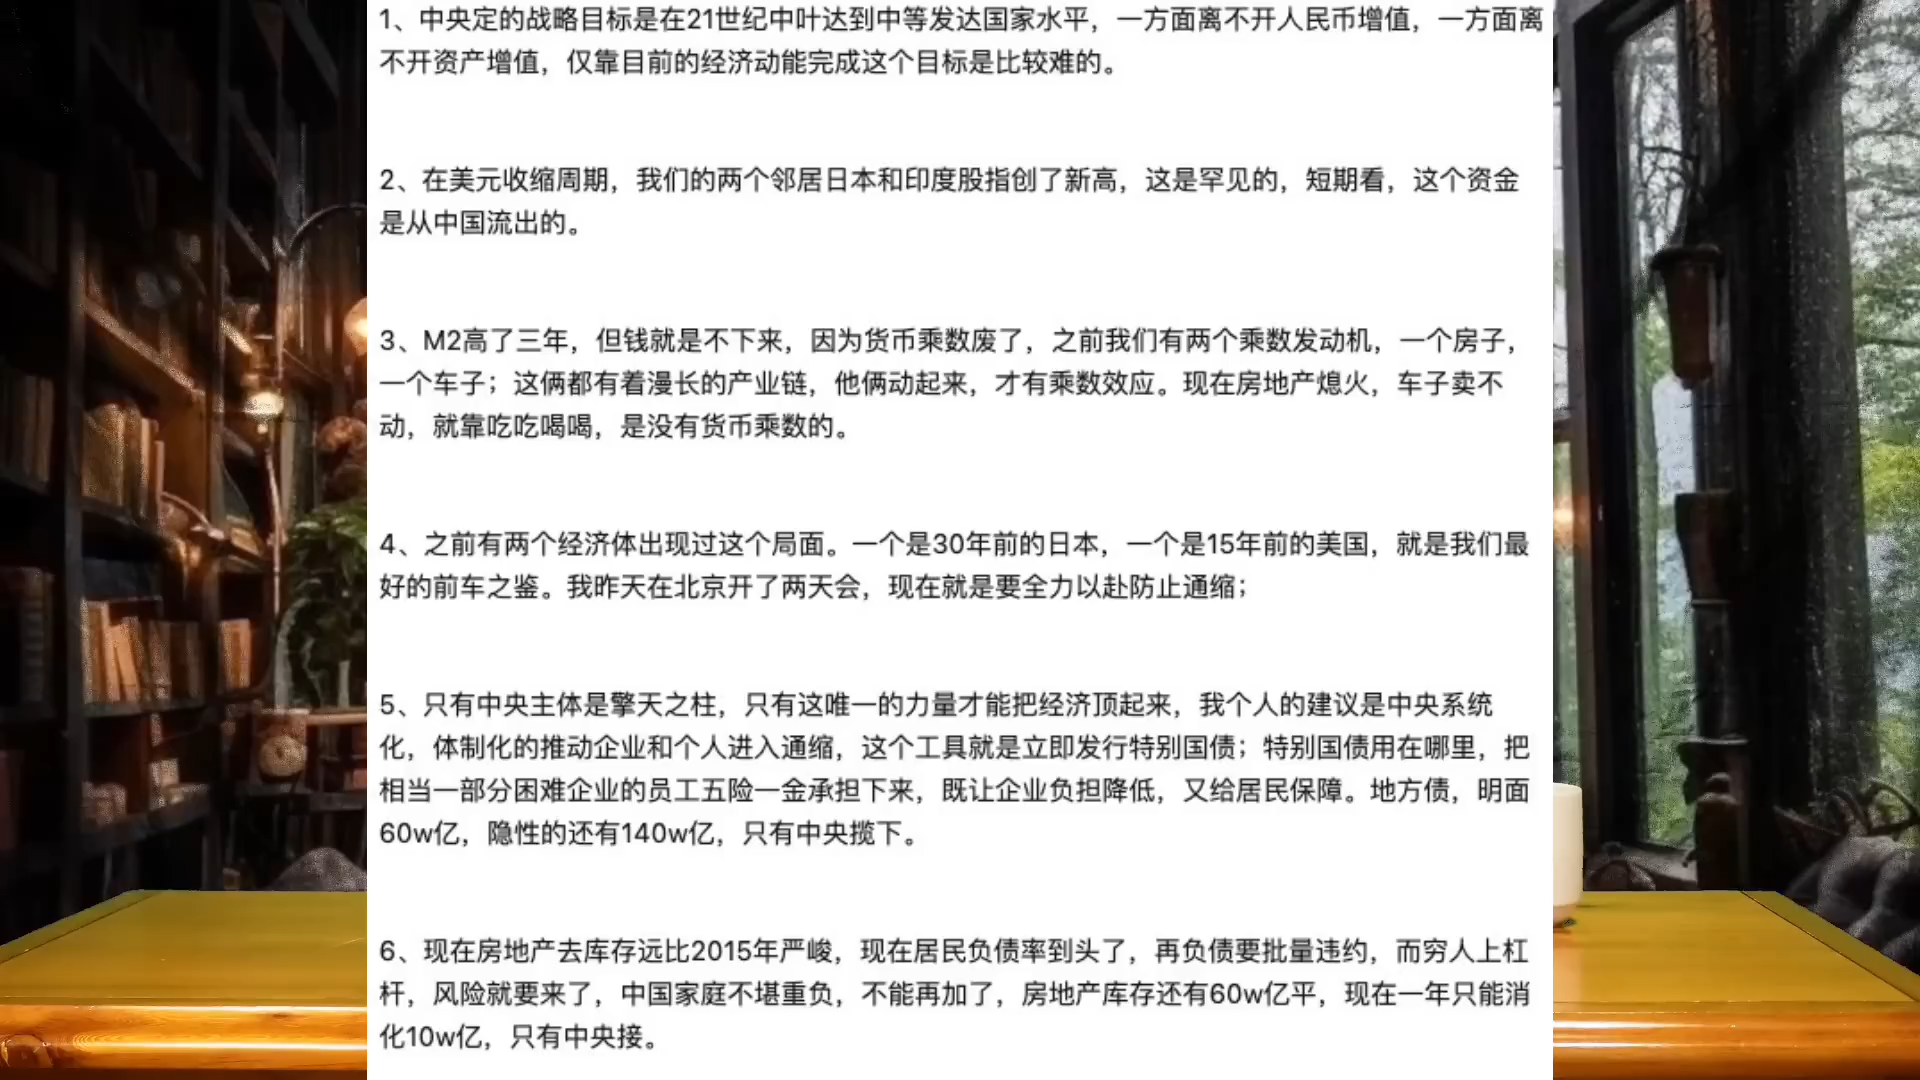 1、中央定的战略目标是在21世纪中叶达到中等发达国家水平，一方面离不开人民币增值，一方面离
不开资产增值，仅靠目前的经济动能完成这个目标是比较难的。
2、在美元收缩周期，我们的两个邻居日本和印度股指创了新高，这是罕见的，短期看，这个资金
是从中国流出的。
3、M2高了三年，但钱就是不下来，因为货币乘数废了，之前我们有两个乘数发动机，一个房子，
一个车子；这俩都有着漫长的产业链，他俩动起来，才有乘数效应。现在房地产熄火，车子卖不
动，就靠吃吃喝喝，是没有货币乘数的。
4、之前有两个经济体出现过这个局面。一个是30年前的日本，一个是15年前的美国，就是我们最
好的前车之鉴。我昨天在北京开了两天会，现在就是要全力以赴防止通缩；
5、只有中央主体是擎天之柱，只有这唯一的力量才能把经济顶起来，我个人的建议是中央系统
化，体制化的推动企业和个人进入通缩，这个工具就是立即发行特别国债；特别国债用在哪里，把
相当一部分困难企业的员工五险一金承担下来，既让企业负担降低，又给居民保障。地方债，明面
60w亿，隐性的还有140w亿，只有中央揽下。
6、现在房地产去库存远比2015年严峻，现在居民负债率到头了，再负债要批量违约，而穷人上杠
杆，风险就要来了，中国家庭不堪重负，不能再加了，房地产库存还有60w亿平，现在一年只能消
化10w亿，只有中央接。